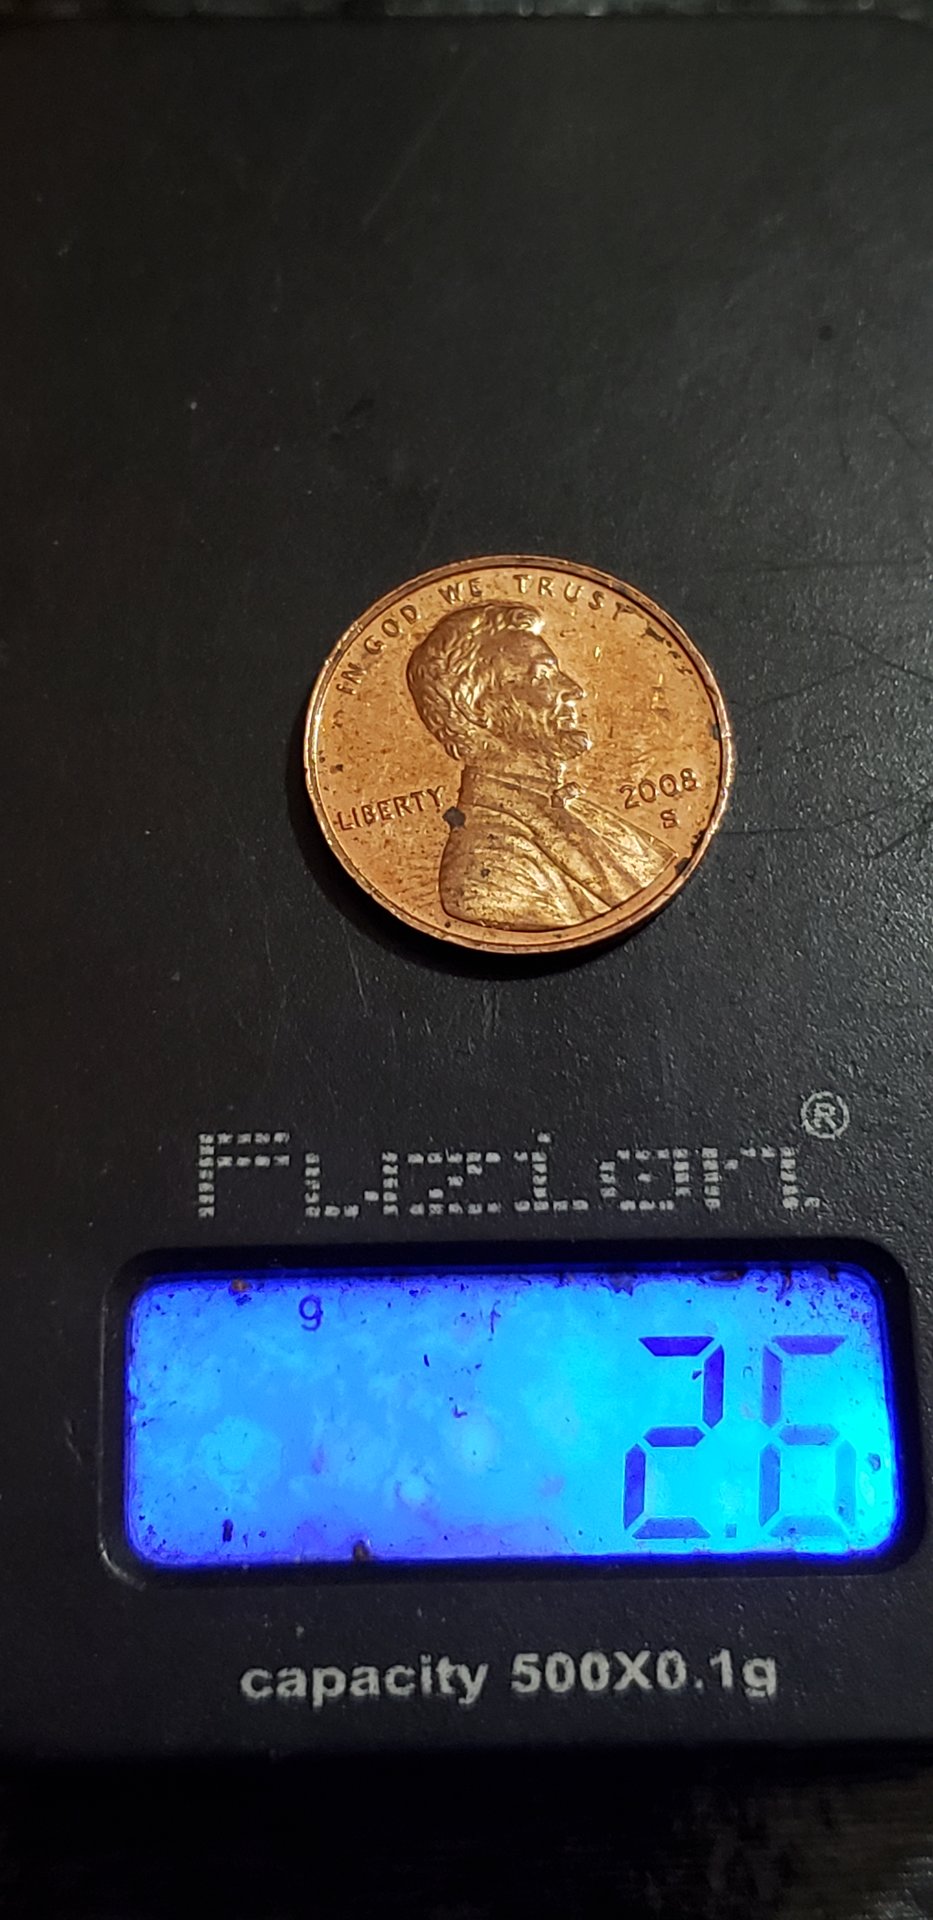 IN GOD WE TRUST
LIBERTY
2008
S
Fuzion®
g
2.6
capacity 500X0.1g